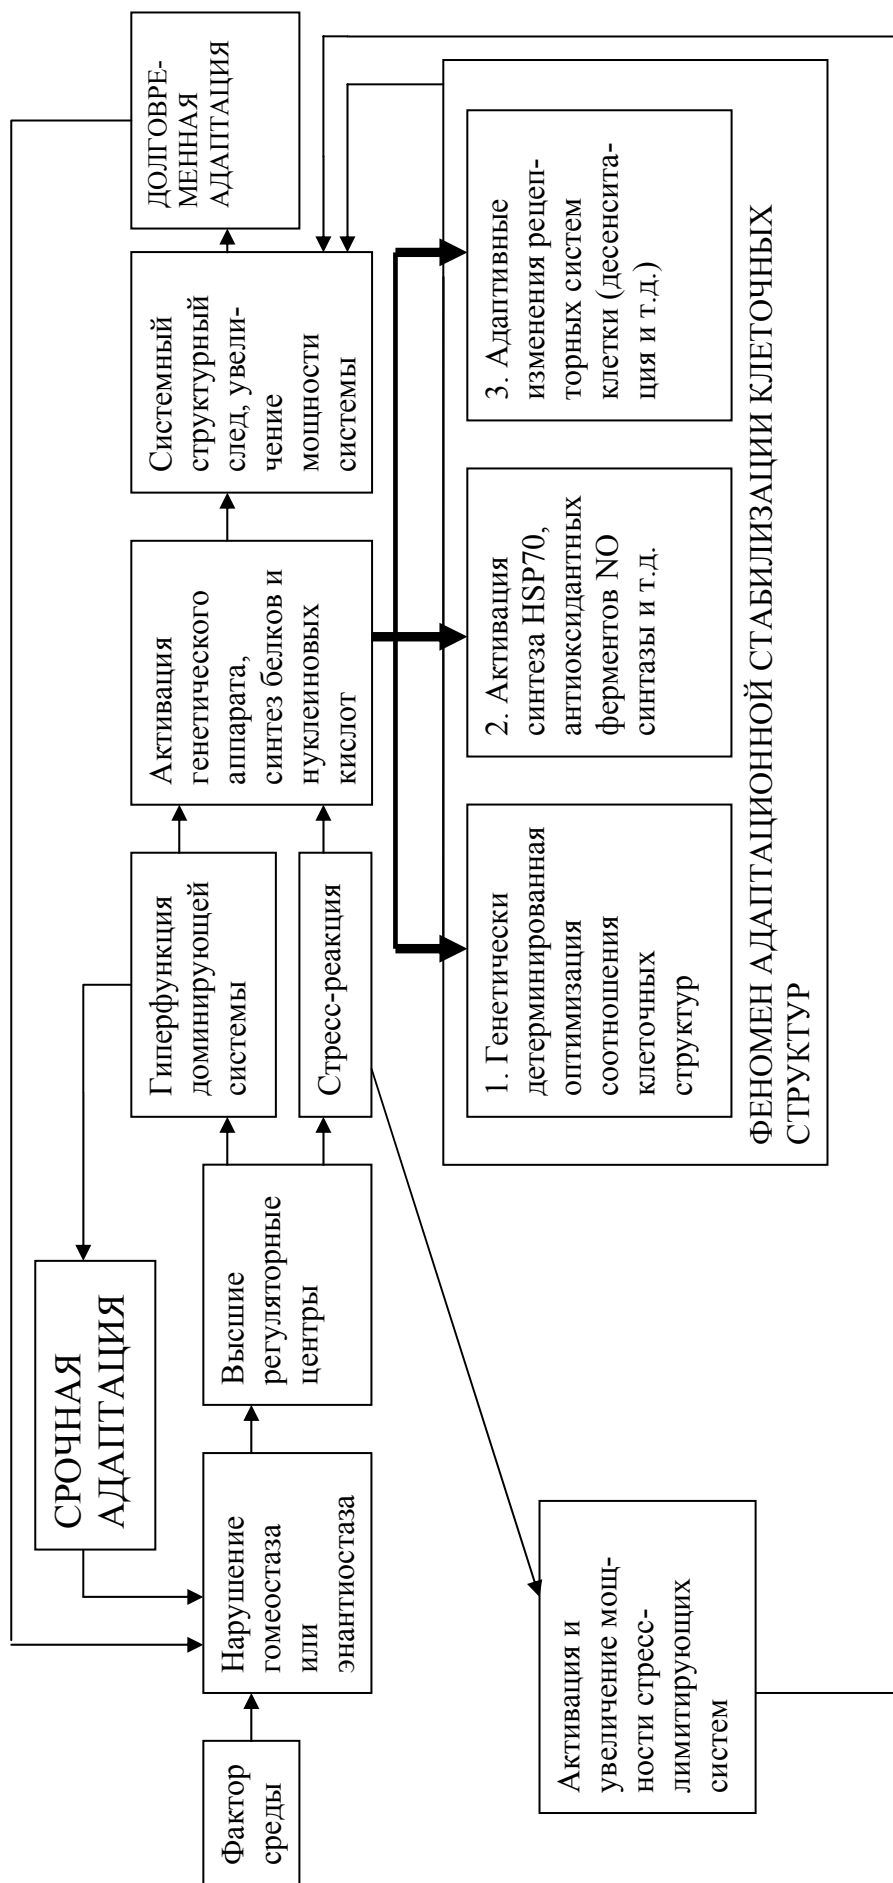 Фактор
среды
Нарушение
гомеостаза
или
энантиостаза
СРОЧНАЯ
АДАПТАЦИЯ
Высшие
регуляторные
центры
Гиперфункция
доминирующей
системы
Стресс-реакция
Активация
генетического
аппарата,
синтез белков и
нуклеиновых
кислот
Системный
структурный
след, увели-
чение
мощности
системы
ДОЛГОВРЕ-
МЕННАЯ
АДАПТАЦИЯ
Активация и
увеличение мощ-
ности стресс-
лимитирующих
систем
1. Генетически
детерминированная
оптимизация
соотношения
клеточных
структур
2. Активация
синтеза HSP70,
антиоксидантных
ферментов NO
синтазы и т.д.
3. Адаптивные
изменения рецеп-
торных систем
клетки (десенсита-
ция и т.д.)
ФЕНОМЕН АДАПТАЦИОННОЙ СТАБИЛИЗАЦИИ КЛЕТОЧНЫХ
СТРУКТУР